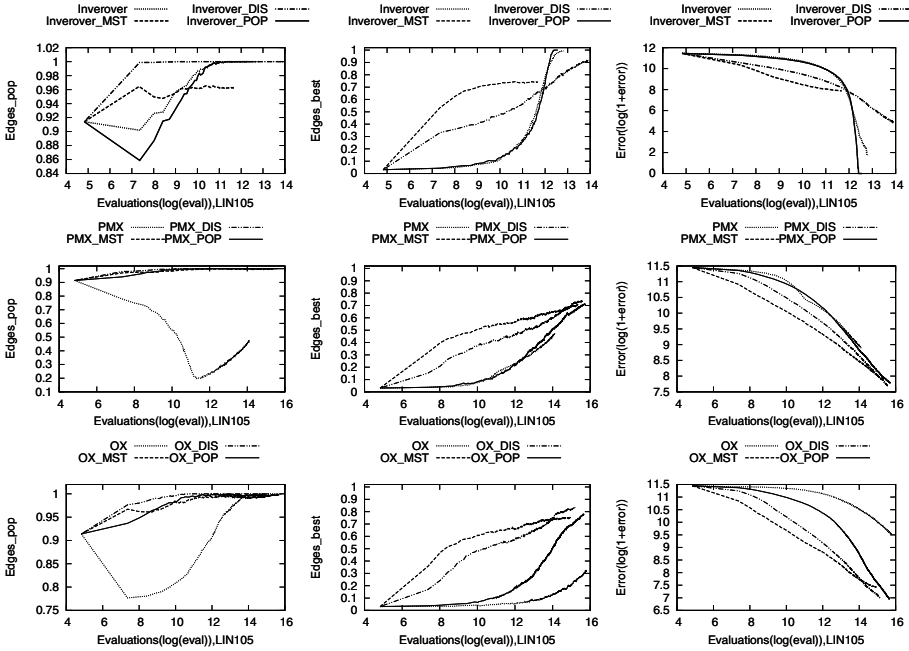 Inverover Inverover_DIS
Inverover_MST Inverover_POP
Edges_pop
1.02
1
0.98
0.96
0.94
0.92
0.9
0.88
0.86
0.84
4 5 6 7 8 9 10 11 12 13 14
Evaluations(log(eval)),LIN105
Inverover Inverover_DIS
Inverover_MST Inverover_POP
Edges_best
1
0.9
0.8
0.7
0.6
0.5
0.4
0.3
0.2
0.1
0
4 5 6 7 8 9 10 11 12 13 14
Evaluations(log(eval)),LIN105
Inverover Inverover_DIS
Inverover_MST Inverover_POP
Error(log(1+error))
12
10
8
6
4
2
0
4 5 6 7 8 9 10 11 12 13 14
Evaluations(log(eval)),LIN105
PMX PMX_DIS
PMX_MST PMX_POP
Edges_pop
1
0.9
0.8
0.7
0.6
0.5
0.4
0.3
0.2
0.1
4 6 8 10 12 14 16
Evaluations(log(eval)),LIN105
PMX PMX_DIS
PMX_MST PMX_POP
Edges_best
1
0.9
0.8
0.7
0.6
0.5
0.4
0.3
0.2
0.1
0
4 6 8 10 12 14 16
Evaluations(log(eval)),LIN105
PMX PMX_DIS
PMX_MST PMX_POP
Error(log(1+error))
11.5
11
10.5
10
9.5
9
8.5
8
7.5
4 6 8 10 12 14 16
Evaluations(log(eval)),LIN105
OX OX_DIS
OX_MST OX_POP
Edges_pop
1
0.95
0.9
0.85
0.8
0.75
4 6 8 10 12 14 16
Evaluations(log(eval)),LIN105
OX OX_DIS
OX_MST OX_POP
Edges_best
1
0.9
0.8
0.7
0.6
0.5
0.4
0.3
0.2
0.1
0
4 6 8 10 12 14 16
Evaluations(log(eval)),LIN105
OX OX_DIS
OX_MST OX_POP
Error(log(1+error))
11.5
11
10.5
10
9.5
9
8.5
8
7.5
7
6.5
4 6 8 10 12 14 16
Evaluations(log(eval)),LIN105